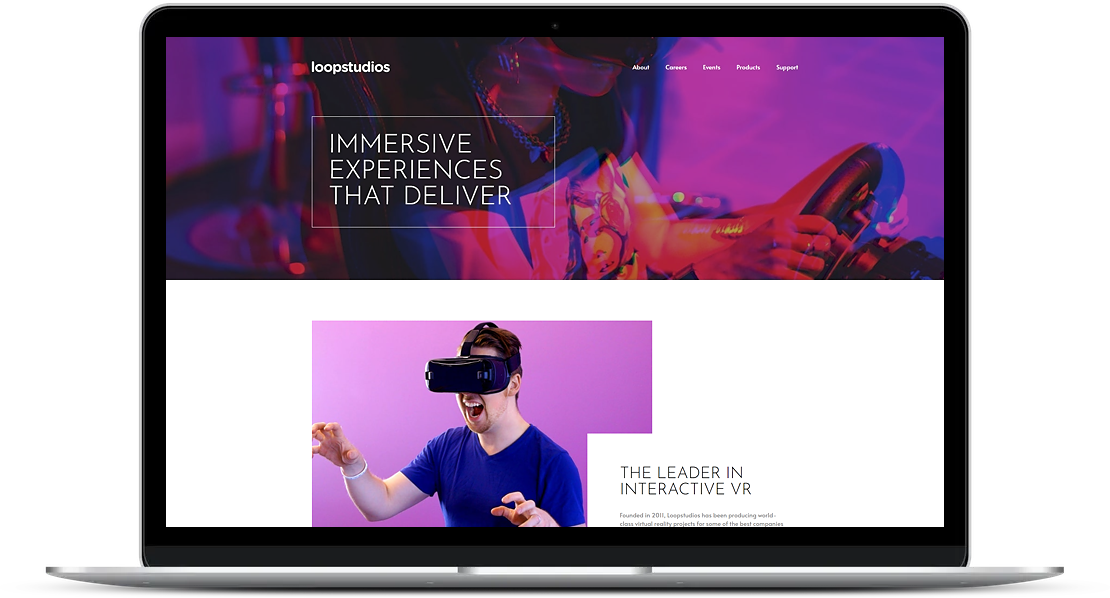 loopstudios
About Careers Events Products Support
IMMERSIVE
EXPERIENCES
THAT DELIVER
THE LEADER IN
INTERACTIVE VR
Founded in 2011, Loopstudios has been producing world-
class virtual reality projects for some of the best companies